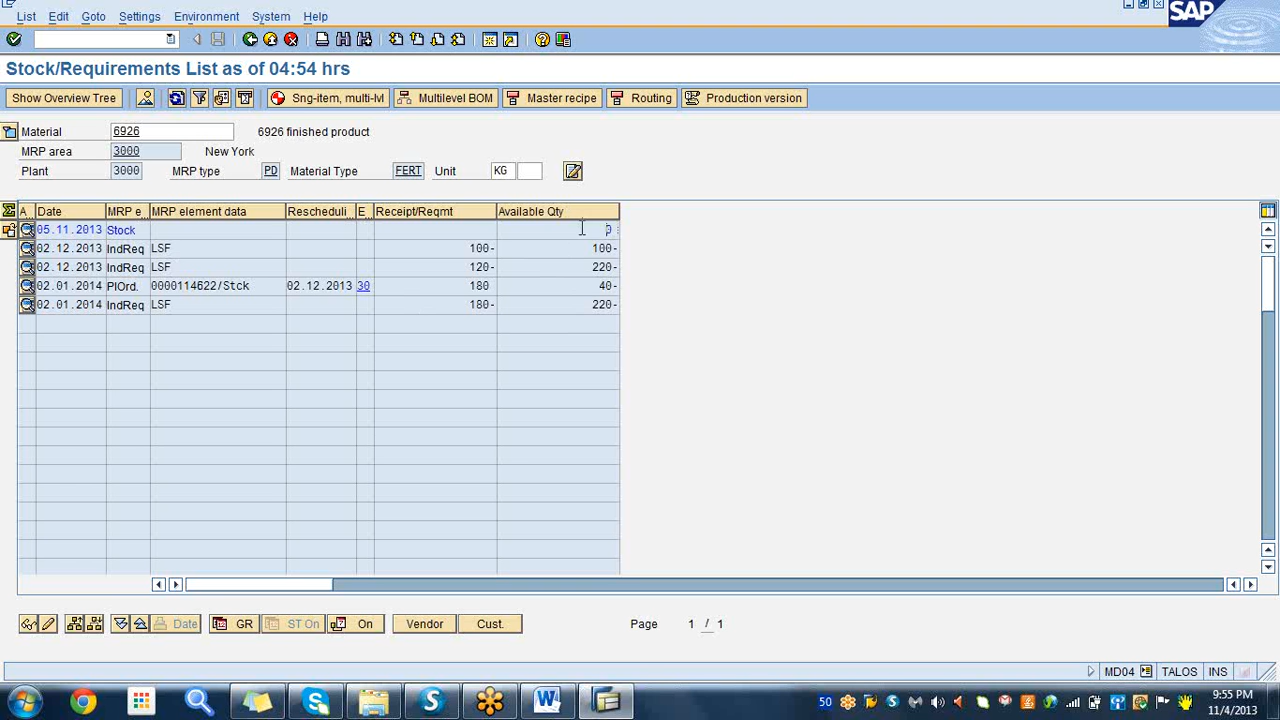 List Edit Goto Settings Environment System Help
SAP
Stock/Requirements List as of 04:54 hrs
Show Overview Tree Sng-item, multi-lvl Multilevel BOM Master recipe Routing Production version
Material 6926 6926 finished product
MRP area 3000 New York
Plant 3000 MRP type PD Material Type FERT Unit KG
A.. Date MRP e... MRP element data Rescheduli... E... Receipt/Reqmt Available Qty
05.11.2013 Stock 0
02.12.2013 IndReq LSF 100- 100-
02.12.2013 IndReq LSF 120- 220-
02.01.2014 PlOrd. 0000114622/Stck 02.12.2013 30 180 40-
02.01.2014 IndReq LSF 180- 220-
Date GR ST On On Vendor Cust. Page 1 / 1
MD04 TALOS INS
50 9:55 PM
11/4/2013